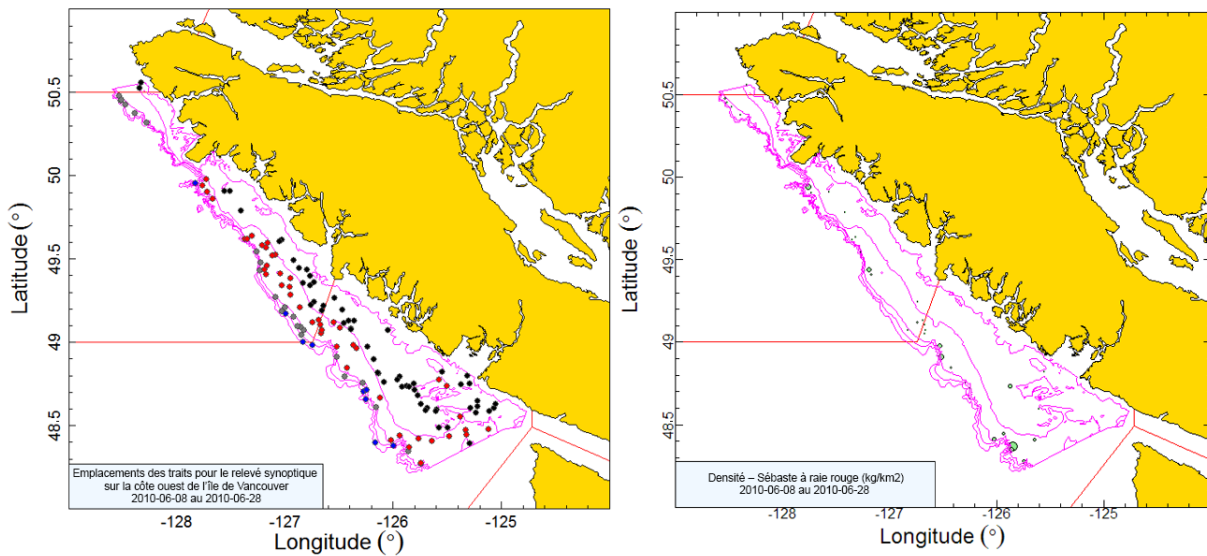 50.5
50
49.5
49
48.5
Latitude (°)
-128
-127
-126
-125
Longitude (°)
Emplacements des traits pour le relevé synoptique
sur la côte ouest de l'île de Vancouver
2010-06-08 au 2010-06-28
50.5
50
49.5
49
48.5
Latitude (°)
-128
-127
-126
-125
Longitude (°)
Densité – Sébaste à raie rouge (kg/km2)
2010-06-08 au 2010-06-28